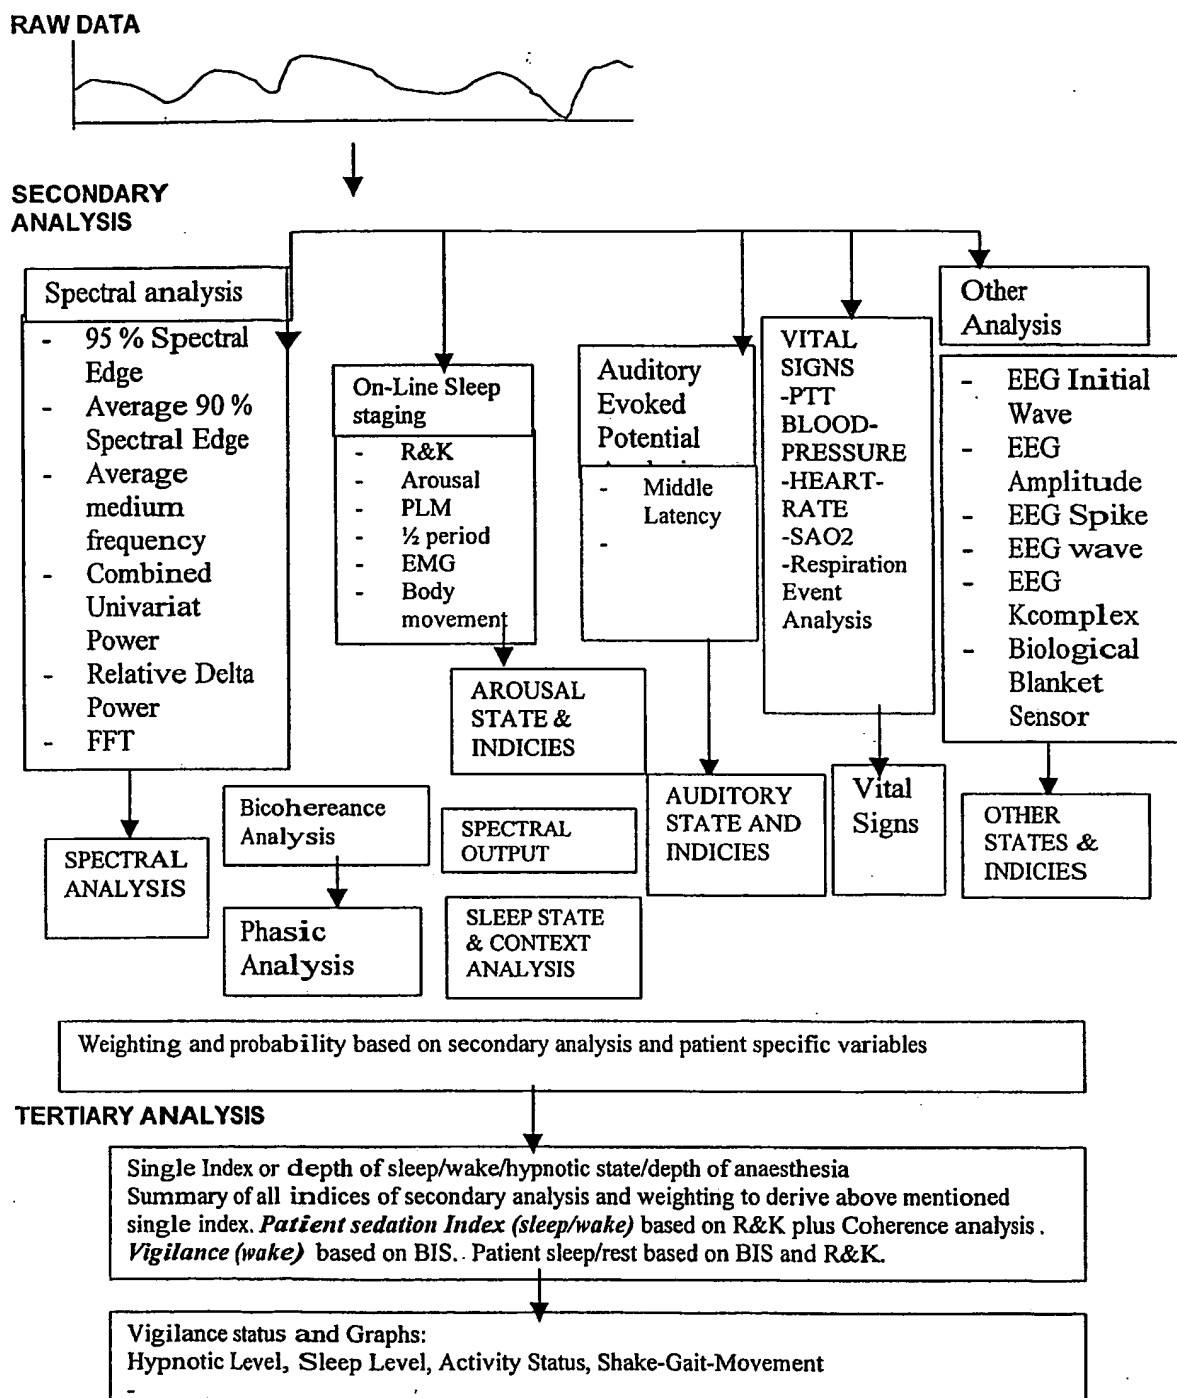 RAW DATA
SECONDARY
ANALYSIS
Spectral analysis
- 95 % Spectral
Edge
- Average 90 %
Spectral Edge
- Average
medium
frequency
- Combined
Univariat
Power
- Relative Delta
Power
- FFT
On-Line Sleep
staging
- R&K
- Arousal
- PLM
- ½ period
- EMG
- Body
movement
Auditory
Evoked
Potential
- Middle
Latency
-
VITAL
SIGNS
-PTT
BLOOD-
PRESSURE
-HEART-
RATE
-SAO2
-Respiration
Event
Analysis
Other
Analysis
- EEG Initial
Wave
- EEG
Amplitude
- EEG Spike
- EEG wave
- EEG
Kcomplex
- Biological
Blanket
Sensor
SPECTRAL
ANALYSIS
Bicohereance
Analysis
Phasic
Analysis
AROUSAL
STATE &
INDICIES
SPECTRAL
OUTPUT
SLEEP STATE
& CONTEXT
ANALYSIS
AUDITORY
STATE AND
INDICIES
Vital
Signs
OTHER
STATES &
INDICIES
Weighting and probability based on secondary analysis and patient specific variables
TERTIARY ANALYSIS
Single Index or depth of sleep/wake/hypnotic state/depth of anaesthesia
Summary of all indices of secondary analysis and weighting to derive above mentioned
single index. Patient sedation Index (sleep/wake) based on R&K plus Coherence analysis.
Vigilance (wake) based on BIS.. Patient sleep/rest based on BIS and R&K.
Vigilance status and Graphs:
Hypnotic Level, Sleep Level, Activity Status, Shake-Gait-Movement
-